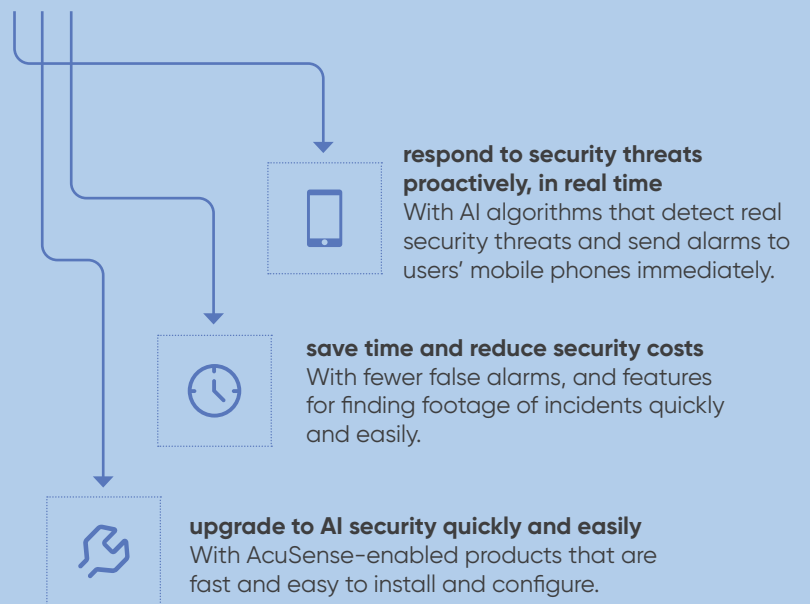 respond to security threats
proactively, in real time
With AI algorithms that detect real
security threats and send alarms to
users’ mobile phones immediately.
save time and reduce security costs
With fewer false alarms, and features
for finding footage of incidents quickly
and easily.
upgrade to AI security quickly and easily
With AcuSense-enabled products that are
fast and easy to install and configure.